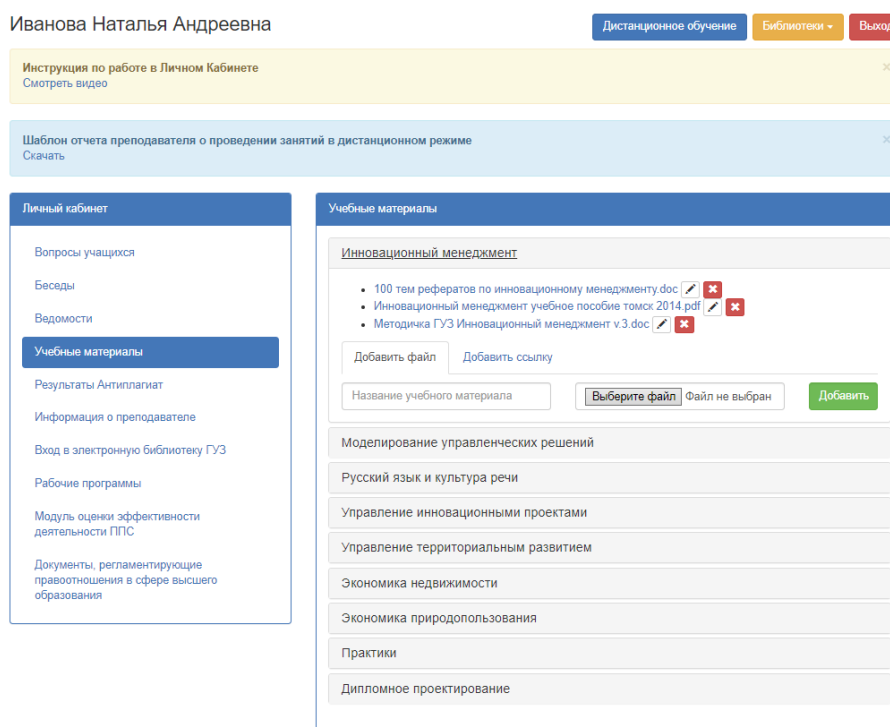 Иванова Наталья Андреевна
Дистанционное обучение
Библиотеки
Выход
Инструкция по работе в Личном Кабинете
Смотреть видео
Шаблон отчета преподавателя о проведении занятий в дистанционном режиме
Скачать
Личный кабинет
Вопросы учащихся
Беседы
Ведомости
Учебные материалы
Результаты Антиплагиат
Информация о преподавателе
Вход в электронную библиотеку ГУЗ
Рабочие программы
Модуль оценки эффективности
деятельности ППС
Документы, регламентирующие
правоотношения в сфере высшего
образования
Учебные материалы
Инновационный менеджмент
100 тем рефератов по инновационному менеджменту.doc
Инновационный менеджмент учебное пособие томск 2014.pdf
Методичка ГУЗ Инновационный менеджмент v.3.doc
Добавить файл
Добавить ссылку
Название учебного материала
Выберите файл Файл не выбран
Добавить
Моделирование управленческих решений
Русский язык и культура речи
Управление инновационными проектами
Управление территориальным развитием
Экономика недвижимости
Экономика природопользования
Практики
Дипломное проектирование